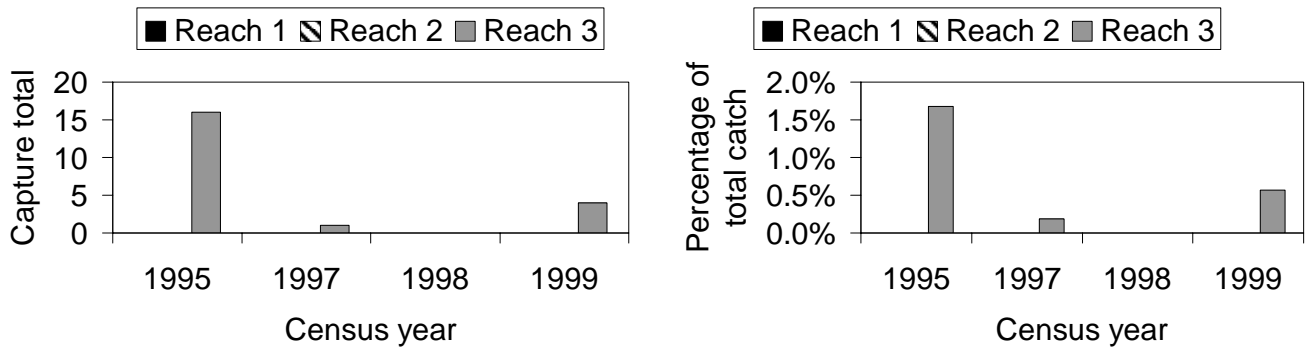 Reach 1 Reach 2 Reach 3
Capture total
20
15
10
5
0
1995 1997 1998 1999
Census year
Reach 1 Reach 2 Reach 3
Percentage of
total catch
2.0%
1.5%
1.0%
0.5%
0.0%
1995 1997 1998 1999
Census year